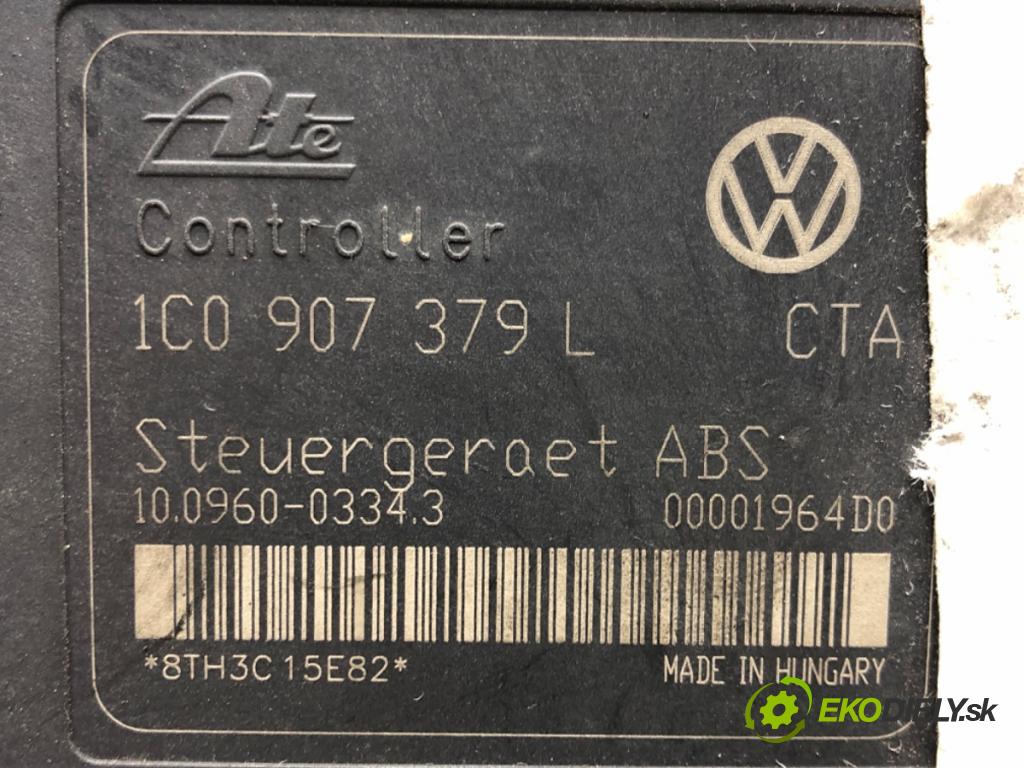 Ate
Controller
1C0 907 379 L CTA
Steuergeraet ABS
10.0960-0334.3 00001964D0
*8TH3C15E82* MADE IN HUNGARY
EKODIELY.sk